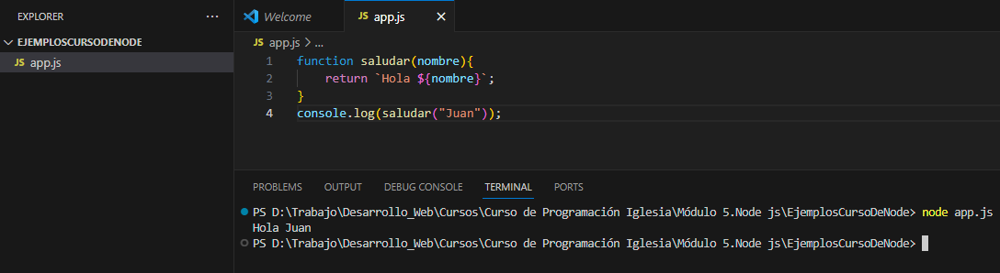 EXPLORER ...
EJEMPLOSCURSODENODE
JS app.js
Welcome
JS app.js ×
JS app.js > ...
1 function saludar(nombre){
2     return `Hola ${nombre}`;
3 }
4 console.log(saludar("Juan"));
PROBLEMS OUTPUT DEBUG CONSOLE TERMINAL PORTS
PS D:\Trabajo\Desarrollo_Web\Cursos\Curso de Programación Iglesia\Módulo 5.Node js\EjemplosCursoDeNode> node app.js
Hola Juan
PS D:\Trabajo\Desarrollo_Web\Cursos\Curso de Programación Iglesia\Módulo 5.Node js\EjemplosCursoDeNode>